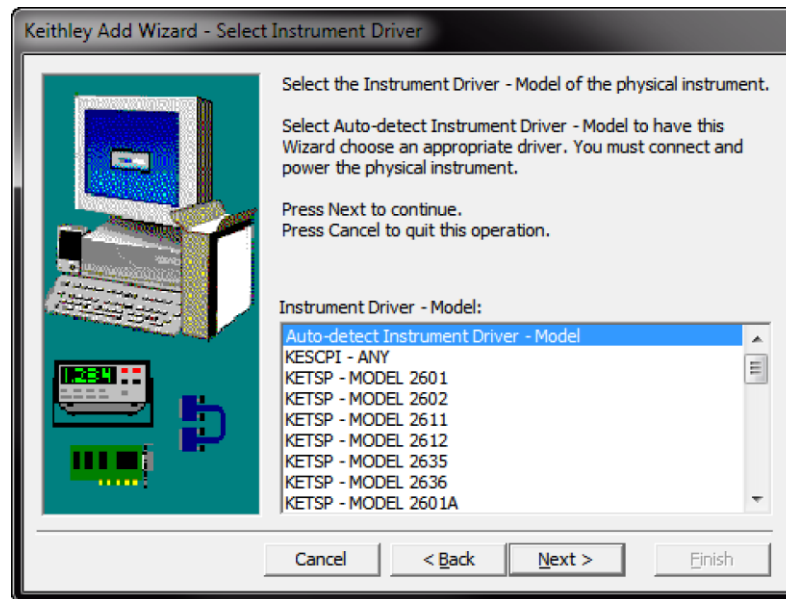 Keithley Add Wizard - Select Instrument Driver
Select the Instrument Driver - Model of the physical instrument.
Select Auto-detect Instrument Driver - Model to have this
Wizard choose an appropriate driver. You must connect and
power the physical instrument.
Press Next to continue.
Press Cancel to quit this operation.
Instrument Driver - Model:
Auto-detect Instrument Driver - Model
KESCPI - ANY
KETSP - MODEL 2601
KETSP - MODEL 2602
KETSP - MODEL 2611
KETSP - MODEL 2612
KETSP - MODEL 2635
KETSP - MODEL 2636
KETSP - MODEL 2601A
1.234
Cancel
< Back
Next >
Finish